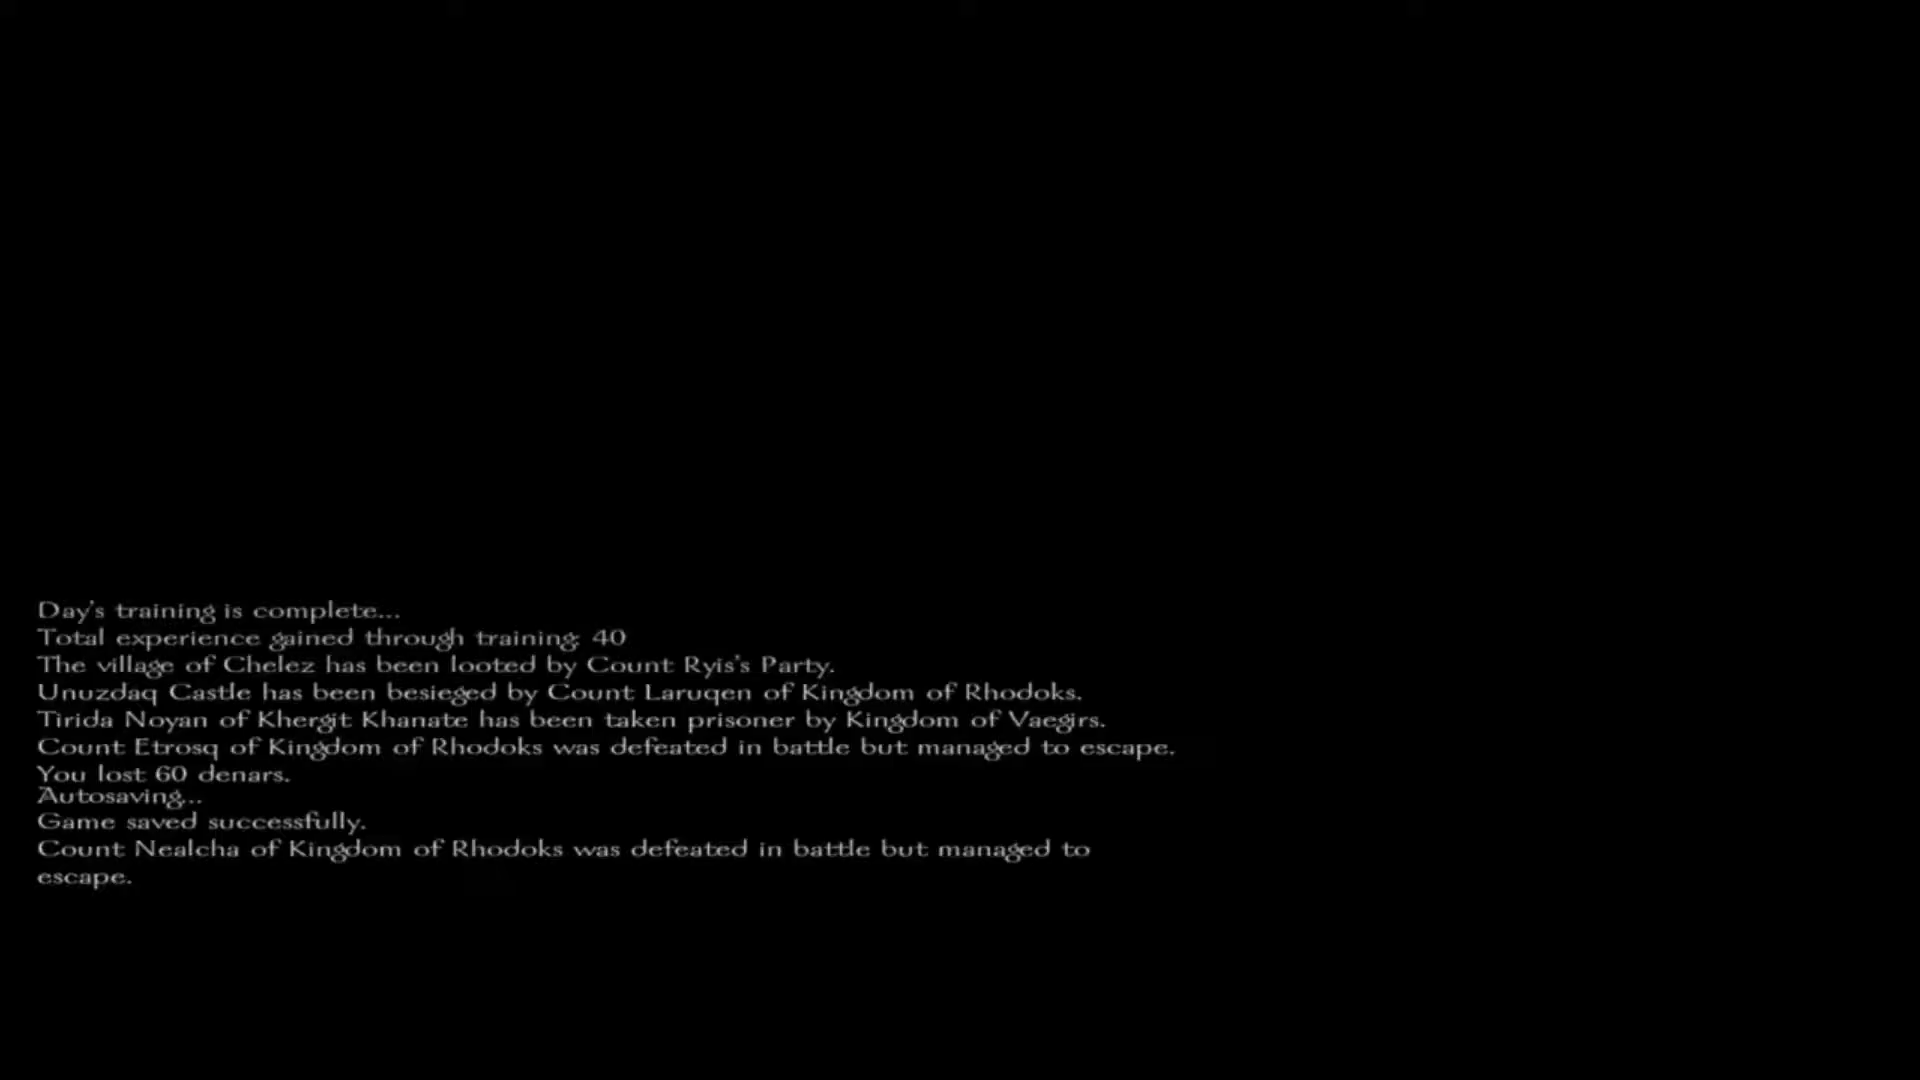 Day's training is complete...
Total experience gained through training: 40
The village of Chelez has been looted by Count Ryis's Party.
Unuzdaq Castle has been besieged by Count Laruqen of Kingdom of Rhodoks.
Tirida Noyan of Khergit Khanate has been taken prisoner by Kingdom of Vaegirs.
Count Etrosq of Kingdom of Rhodoks was defeated in battle but managed to escape.
You lost 60 denars.
Autosaving...
Game saved successfully.
Count Nealcha of Kingdom of Rhodoks was defeated in battle but managed to
escape.